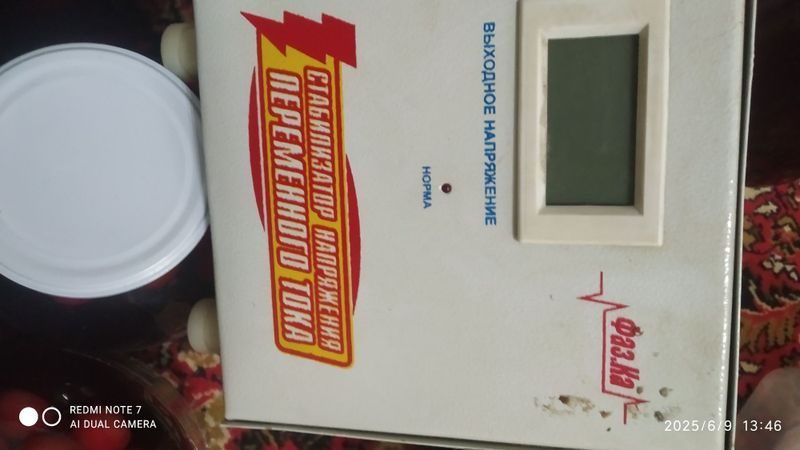 ВЫХОДНОЕ НАПРЯЖЕНИЕ
НОРМА
СТАБИЛИЗАТОР НАПРЯЖЕНИЯ
ПЕРЕМЕННОГО ТОКА
Фаз.Ка
REDMI NOTE 7
AI DUAL CAMERA
2025/6/9 13:46